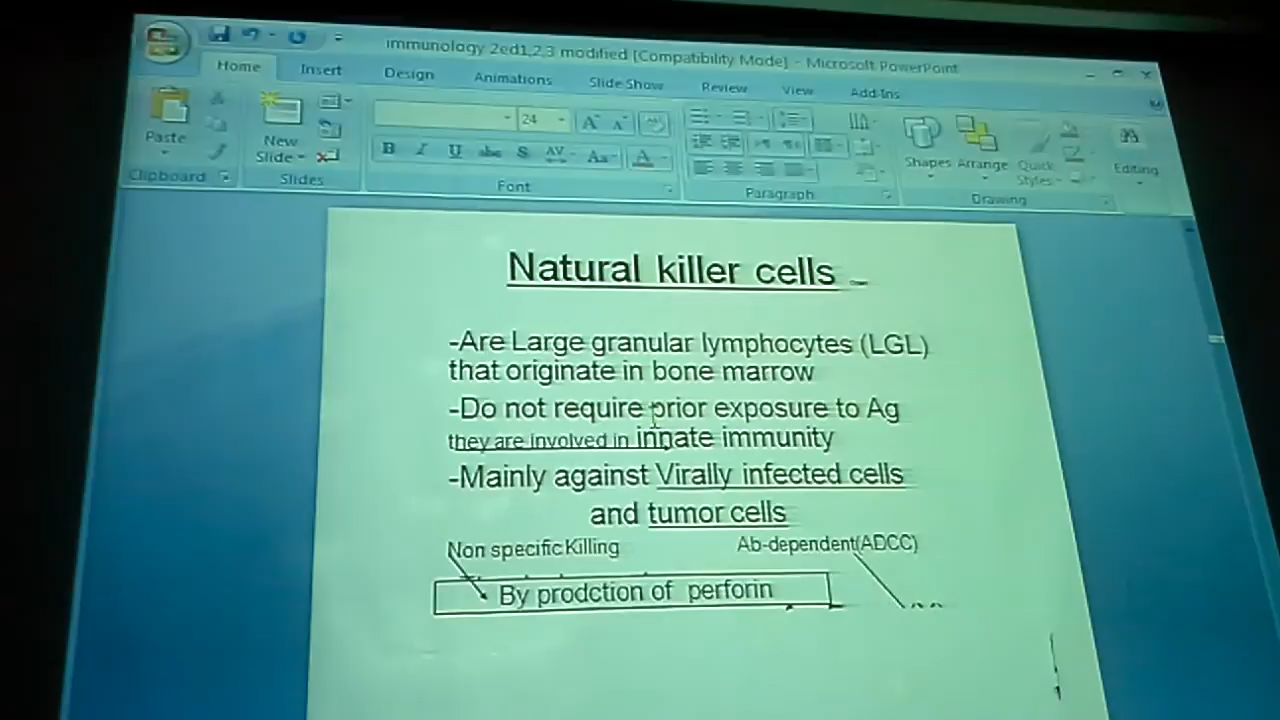 immunology 2ed1,2,3 modified [Compatibility Mode] - Microsoft PowerPoint
Home Insert Design Animations Slide Show Review View Add-Ins
24
Paste New Slide Shapes Arrange Quick Styles Editing
B I U abc S AV Aa A
Clipboard Slides Font Paragraph Drawing
Natural killer cells
-Are Large granular lymphocytes (LGL)
that originate in bone marrow
-Do not require prior exposure to Ag
they are involved in innate immunity
-Mainly against Virally infected cells
and tumor cells
Non specific Killing Ab-dependent(ADCC)
By prodction of perforin